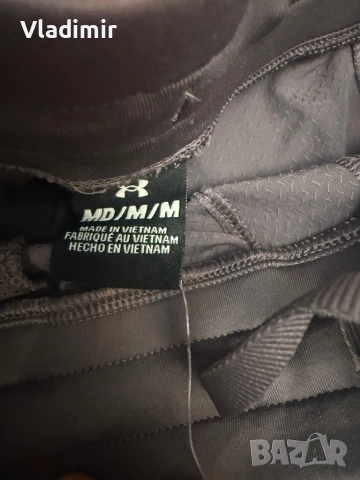 Vladimir
MD/M/M
MADE IN VIETNAM
FABRIQUÉ AU VIETNAM
HECHO EN VIETNAM
BAZAR